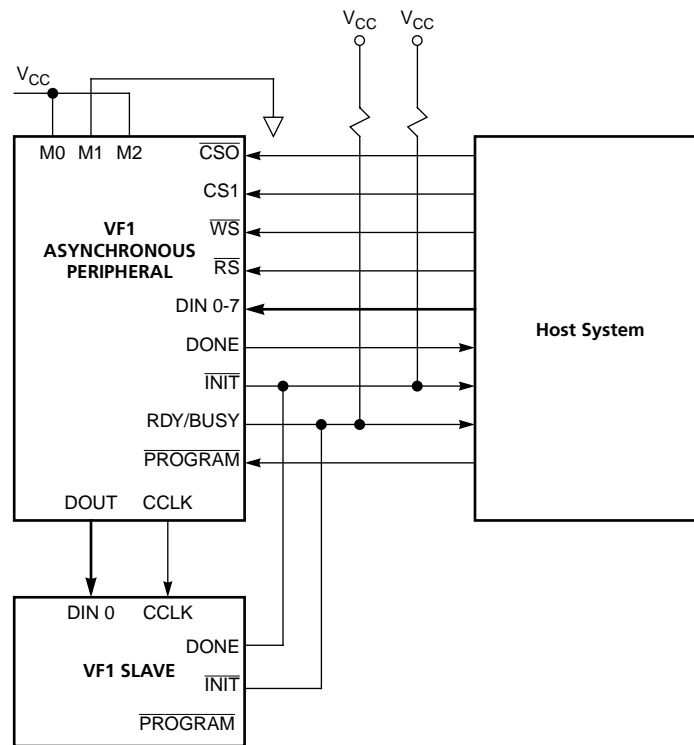 VCC VCC
VCC
M0 M1 M2
CSO
CS1
VF1
ASYNCHRONOUS
PERIPHERAL
WS
RS
DIN 0-7
DONE
INIT
RDY/BUSY
PROGRAM
DOUT CCLK
Host System
DIN 0 CCLK
DONE
VF1 SLAVE
INIT
PROGRAM